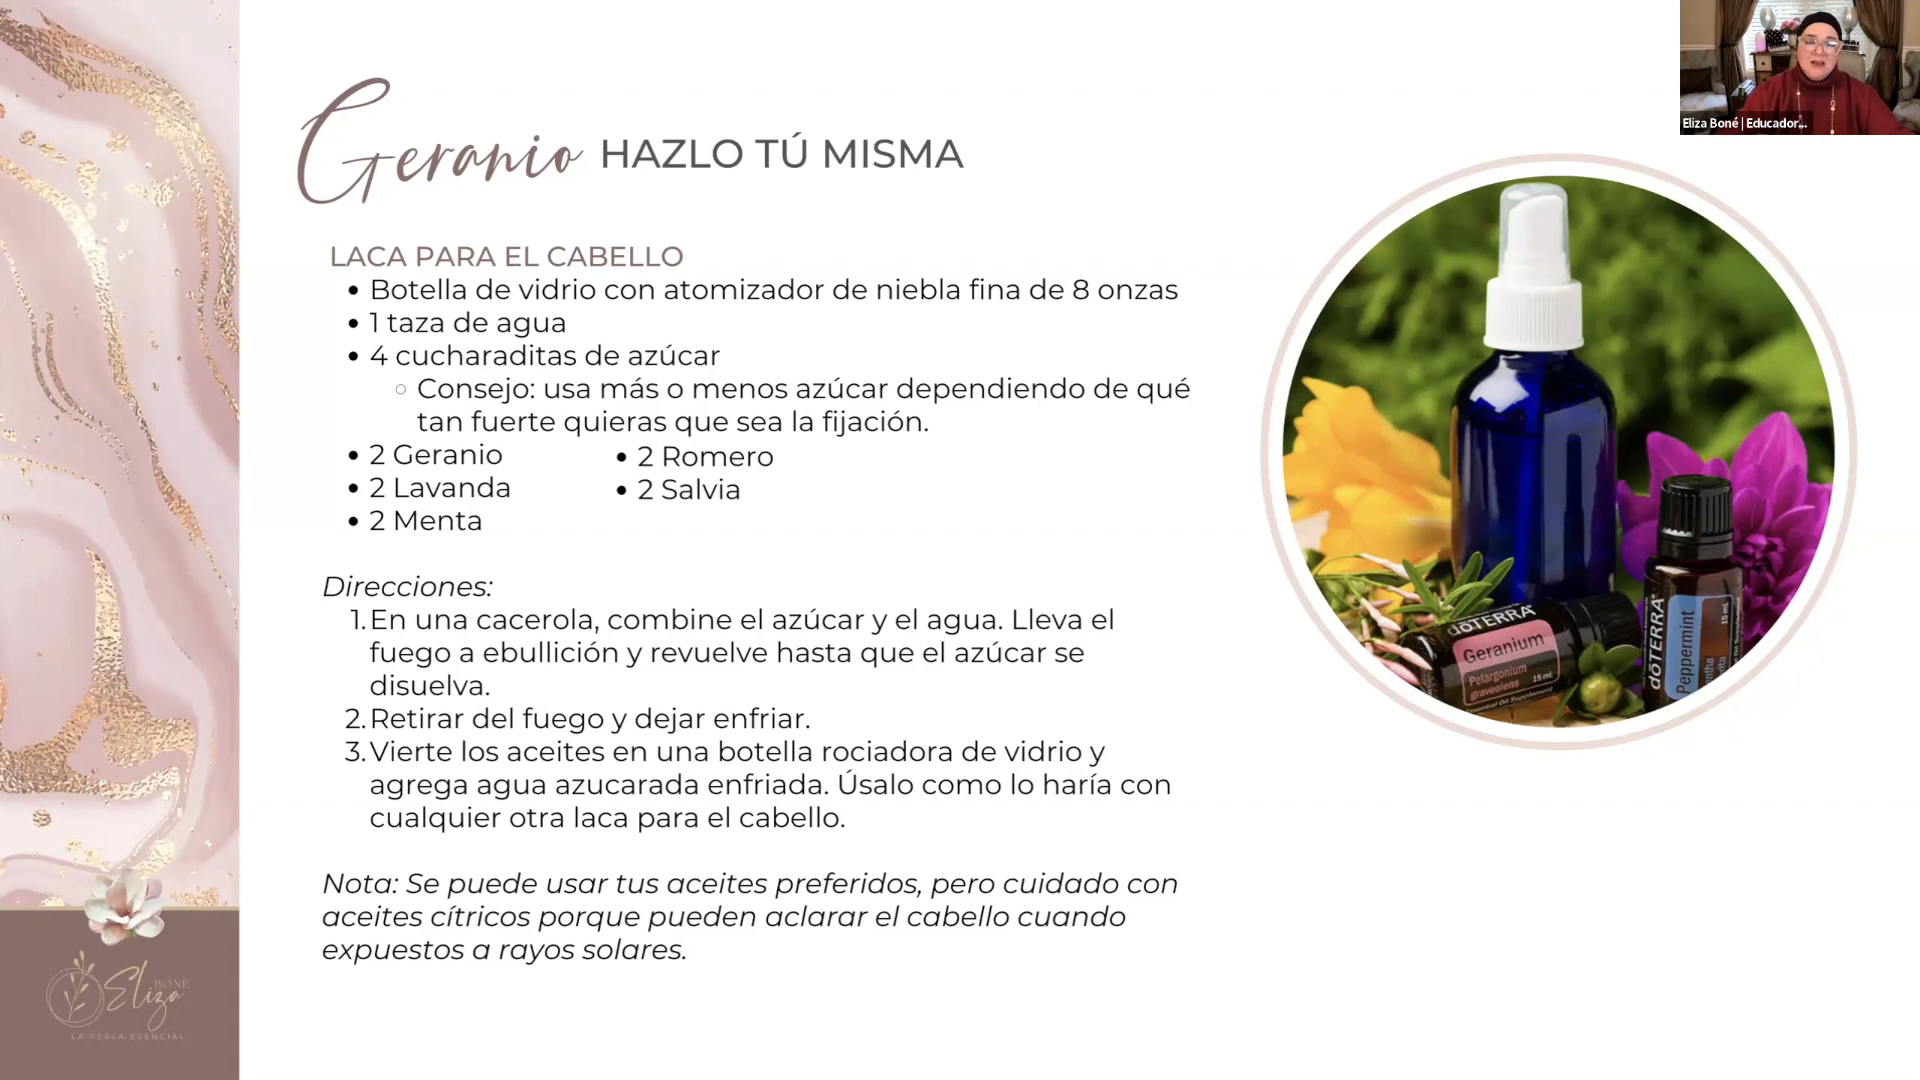 Eliza Boné | Educador...
Geranio HAZLO TÚ MISMA
LACA PARA EL CABELLO
• Botella de vidrio con atomizador de niebla fina de 8 onzas
• 1 taza de agua
• 4 cucharaditas de azúcar
○ Consejo: usa más o menos azúcar dependiendo de qué
tan fuerte quieras que sea la fijación.
• 2 Geranio
• 2 Lavanda
• 2 Menta
• 2 Romero
• 2 Salvia
Direcciones:
1. En una cacerola, combine el azúcar y el agua. Lleva el
fuego a ebullición y revuelve hasta que el azúcar se
disuelva.
2. Retirar del fuego y dejar enfriar.
3. Vierte los aceites en una botella rociadora de vidrio y
agrega agua azucarada enfriada. Úsalo como lo haría con
cualquier otra laca para el cabello.
Nota: Se puede usar tus aceites preferidos, pero cuidado con
aceites cítricos porque pueden aclarar el cabello cuando
expuestos a rayos solares.
dōTERRA
Geranium
Pelargonium
graveolens
15 mL
Essential Oil Supplement
dōTERRA
Peppermint
15 mL
Eliza
BONÉ
LA PERLA ESENCIAL